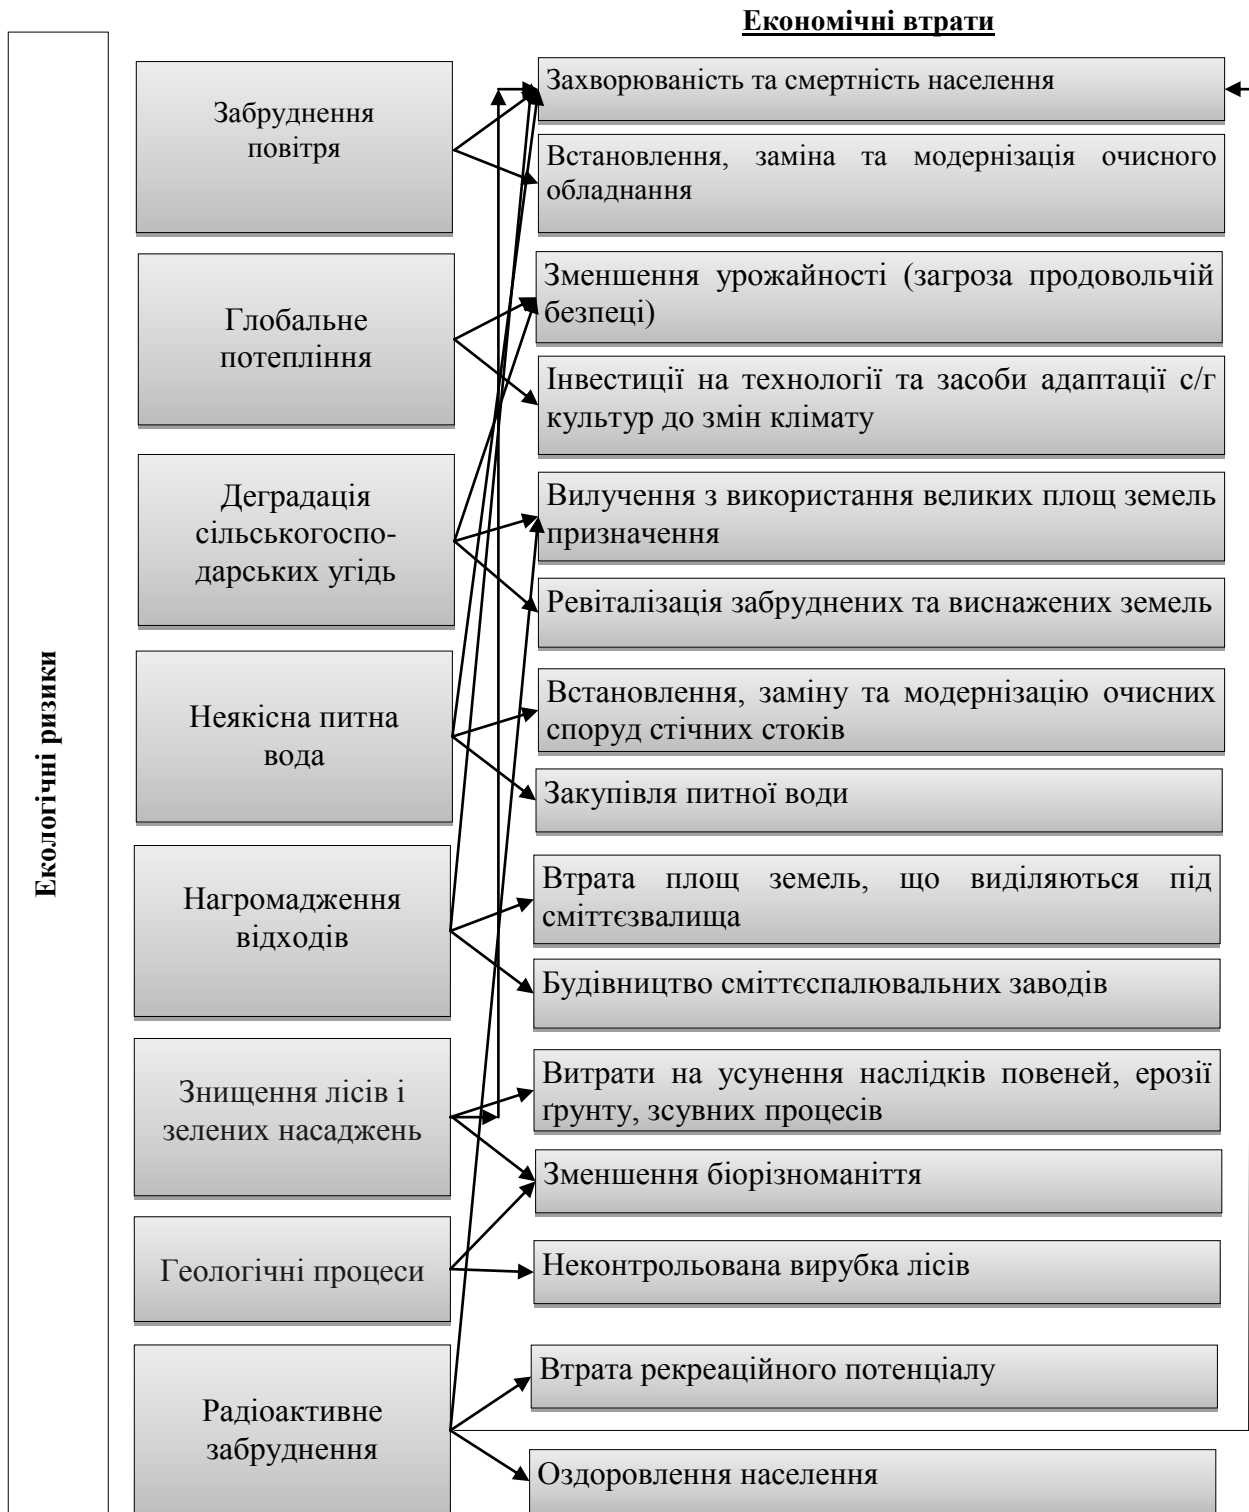 Економічні втрати
Екологічні ризики
Забруднення
повітря
Захворюваність та смертність населення
Встановлення, заміна та модернізація очисного
обладнання
Глобальне
потепління
Зменшення урожайності (загроза продовольчій
безпеці)
Інвестиції на технології та засоби адаптації с/г
культур до змін клімату
Деградація
сільськогоспо-
дарських угідь
Вилучення з використання великих площ земель
призначення
Ревіталізація забруднених та виснажених земель
Неякісна питна
вода
Встановлення, заміну та модернізацію очисних
споруд стічних стоків
Закупівля питної води
Нагромадження
відходів
Втрата площ земель, що виділяються під
сміттєзвалища
Будівництво сміттєспалювальних заводів
Знищення лісів і
зелених насаджень
Витрати на усунення наслідків повеней, ерозії
ґрунту, зсувних процесів
Зменшення біорізноманіття
Геологічні процеси
Неконтрольована вирубка лісів
Радіоактивне
забруднення
Втрата рекреаційного потенціалу
Оздоровлення населення